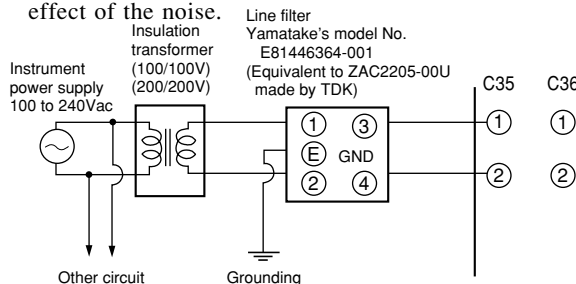 effect of the noise.
Insulation
transformer
(100/100V)
(200/200V)
Line filter
Yamatake's model No.
E81446364-001
(Equivalent to ZAC2205-00U
made by TDK)
Instrument
power supply
100 to 240Vac
C35
C36
1
3
1
1
E
GND
2
4
2
2
Other circuit
Grounding